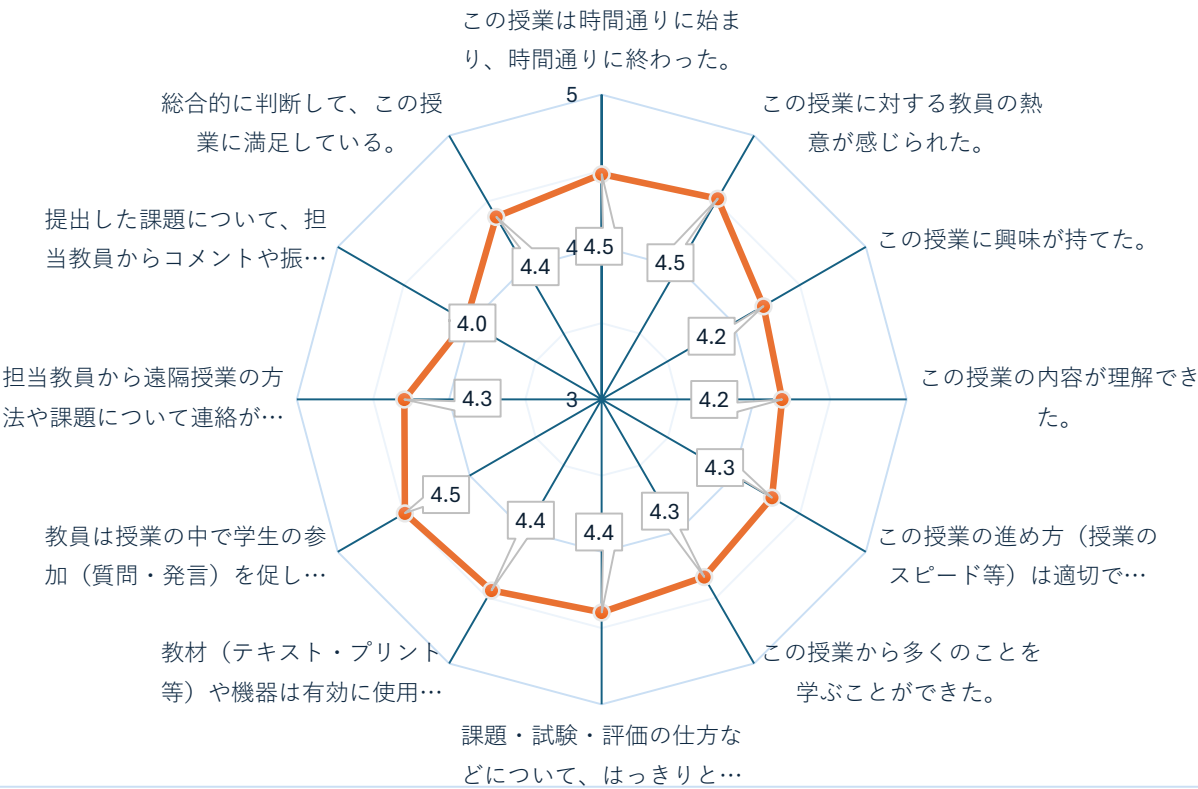 この授業は時間通りに始ま
り、時間通りに終わった。
この授業に対する教員の熱
意が感じられた。
この授業に興味が持てた。
この授業の内容が理解でき
た。
この授業の進め方（授業の
スピード等）は適切で…
この授業から多くのことを
学ぶことができた。
課題・試験・評価の仕方な
どについて、はっきりと…
教材（テキスト・プリント
等）や機器は有効に使用…
教員は授業の中で学生の参
加（質問・発言）を促し…
担当教員から遠隔授業の方
法や課題について連絡が…
提出した課題について、担
当教員からコメントや振…
総合的に判断して、この授
業に満足している。
5
4
3
4.5
4.5
4.2
4.2
4.3
4.3
4.4
4.4
4.5
4.3
4.0
4.4